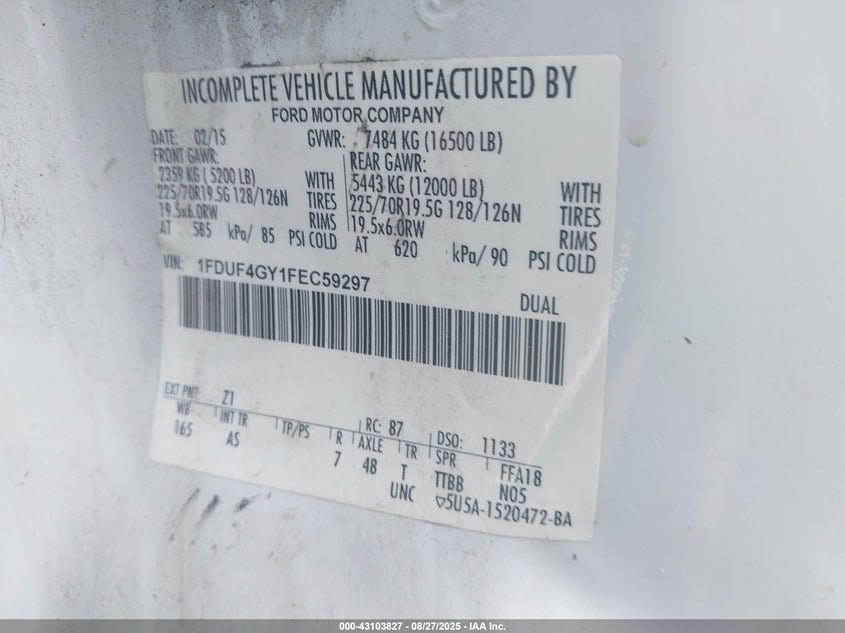 INCOMPLETE VEHICLE MANUFACTURED BY
FORD MOTOR COMPANY
DATE: 02/15 GVWR: 7484 KG (16500 LB)
FRONT GAWR: REAR GAWR:
2359 KG ( 5200 LB) WITH 5443 KG (12000 LB) WITH
225/70R19.5G 128/126N TIRES 225/70R19.5G 128/126N TIRES
19.5x6.0RW RIMS 19.5x6.0RW RIMS
AT 585 kPa/ 85 PSI COLD AT 620 kPa/ 90 PSI COLD
VIN: 1FDUF4GY1FEC59297
DUAL
EXT PNT: Z1 RC: 87 DSO: 1133
WB INT TR TP/PS R AXLE TR SPR FFA18
165 AS 7 48 T TTBB N05
UNC ▽5U5A-1520472-BA
000-43103827 - 08/27/2025 - IAA Inc.